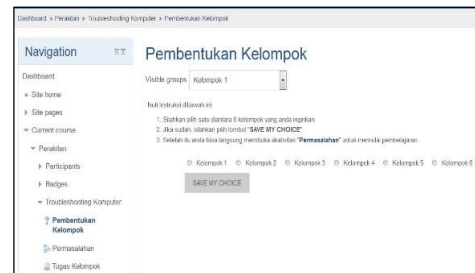 Dashboard ▸ Perakitan ▸ Troubleshooting Komputer ▸ Pembentukan Kelompok
Navigation
Dashboard
Site home
Site pages
Current course
Perakitan
Participants
Badges
Troubleshooting Komputer
Pembentukan Kelompok
Permasalahan
Tugas Kelompok
Pembentukan Kelompok
Visible groups Kelompok 1
Ikuti instruksi dibawah ini
1. Silahkan pilih satu diantara 6 kelompok yang anda inginkan
2. Jika sudah, silahkan pilih tombol "SAVE MY CHOICE"
3. Setelah itu anda bisa langsung membuka akativitas "Permasalahan" untuk memulai pembelajaran
Kelompok 1 Kelompok 2 Kelompok 3 Kelompok 4 Kelompok 5 Kelompok 6
SAVE MY CHOICE